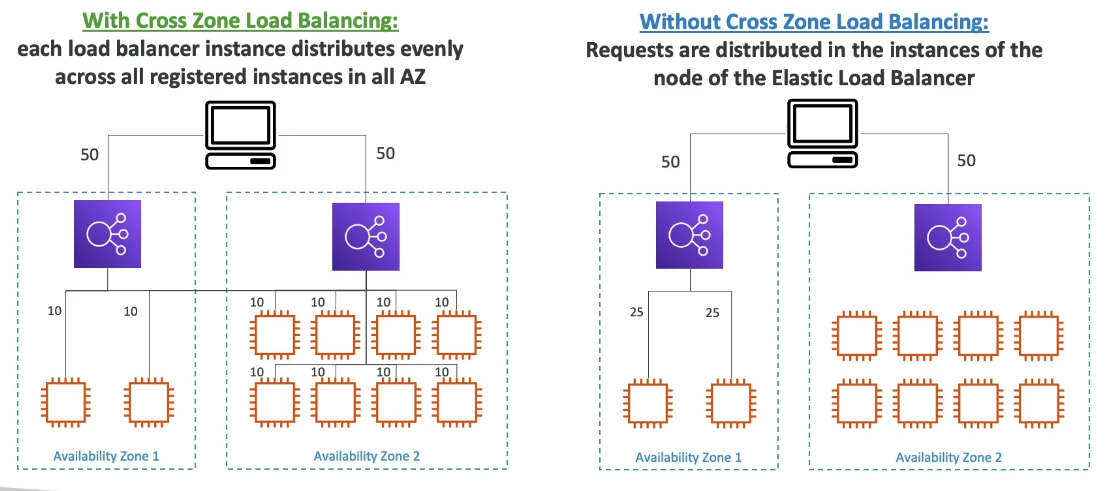 With Cross Zone Load Balancing:
each load balancer instance distributes evenly
across all registered instances in all AZ
50
50
10
10
10
10
10
10
10
10
10
10
Availability Zone 1
Availability Zone 2
Without Cross Zone Load Balancing:
Requests are distributed in the instances of the
node of the Elastic Load Balancer
50
50
25
25
Availability Zone 1
Availability Zone 2